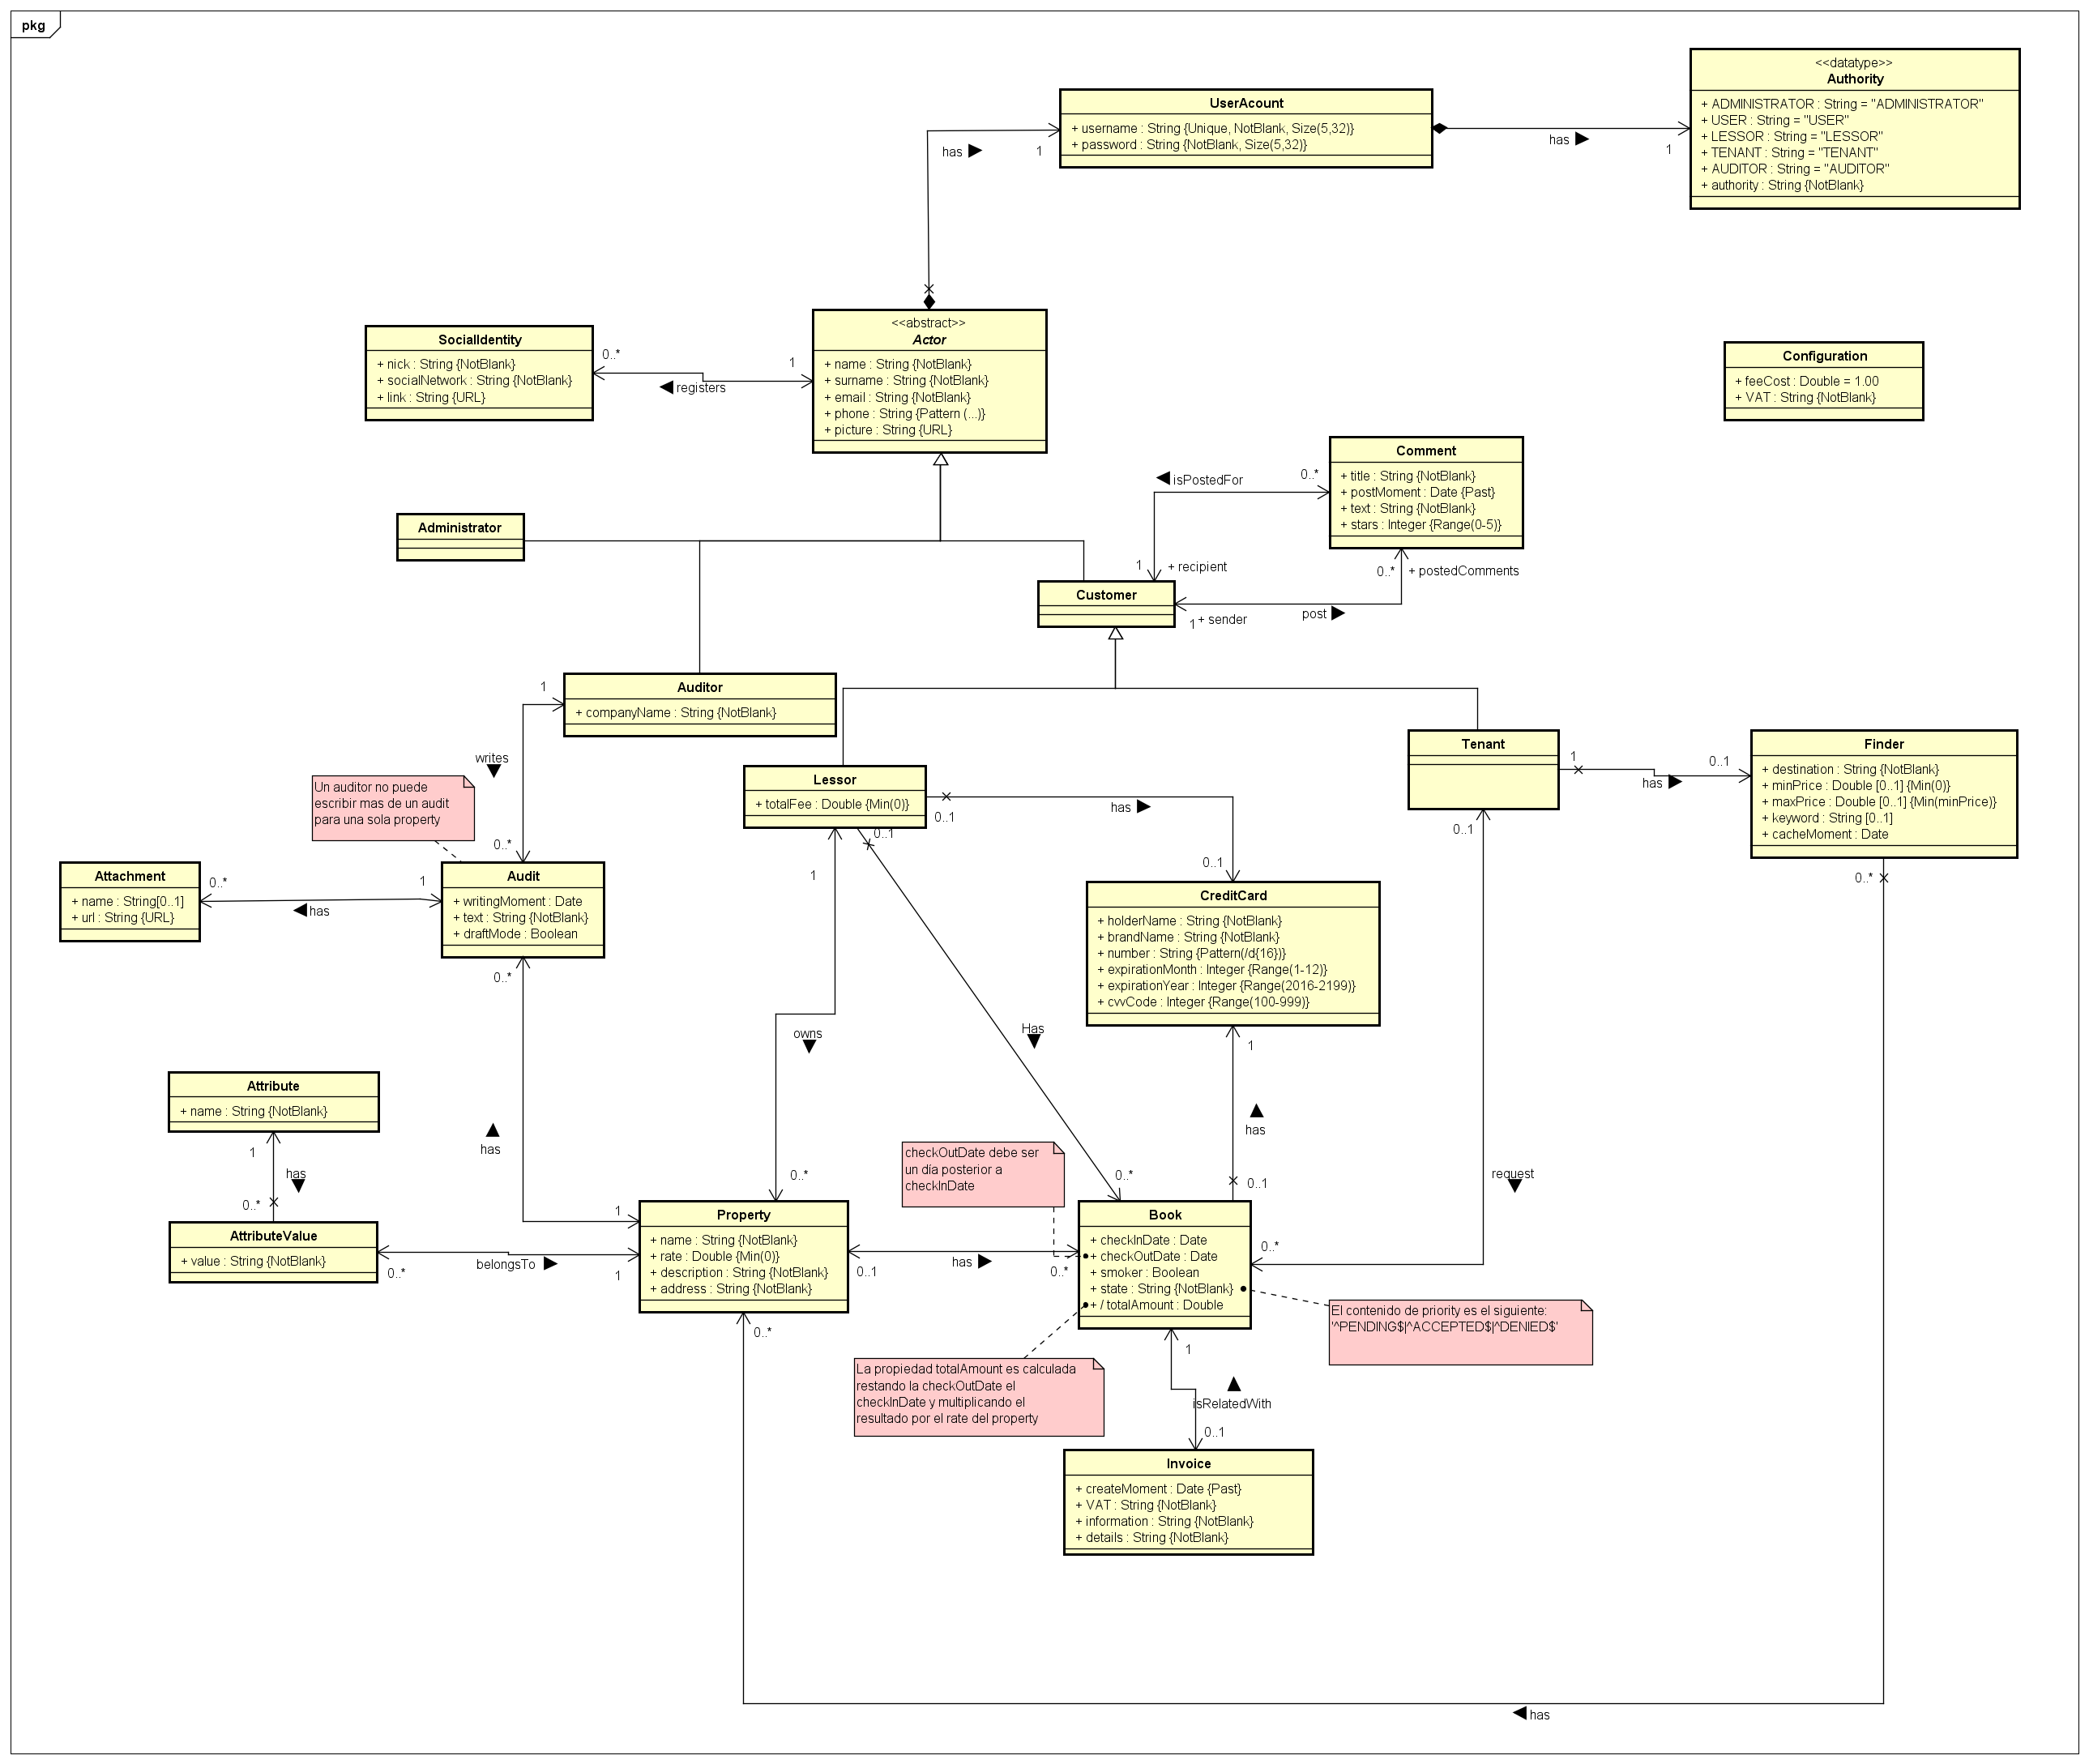 pkg
<<datatype>>
Authority
+ ADMINISTRATOR : String = "ADMINISTRATOR"
+ USER : String = "USER"
+ LESSOR : String = "LESSOR"
+ TENANT : String = "TENANT"
+ AUDITOR : String = "AUDITOR"
+ authority : String {NotBlank}
UserAcount
+ username : String {Unique, NotBlank, Size(5,32)}
+ password : String {NotBlank, Size(5,32)}
has
1
has
1
<<abstract>>
Actor
+ name : String {NotBlank}
+ surname : String {NotBlank}
+ email : String {NotBlank}
+ phone : String {Pattern (...)}
+ picture : String {URL}
SocialIdentity
+ nick : String {NotBlank}
+ socialNetwork : String {NotBlank}
+ link : String {URL}
0..*
1
registers
Configuration
+ feeCost : Double = 1.00
+ VAT : String {NotBlank}
Comment
+ title : String {NotBlank}
+ postMoment : Date {Past}
+ text : String {NotBlank}
+ stars : Integer {Range(0-5)}
isPostedFor
0..*
1
+ recipient
0..*
+ postedComments
Administrator
Customer
1
+ sender
post
Auditor
+ companyName : String {NotBlank}
1
writes
0..*
Un auditor no puede
escribir mas de un audit
para una sola property
Lessor
+ totalFee : Double {Min(0)}
0..1
0..1
has
0..1
Tenant
1
has
0..1
0..1
Finder
+ destination : String {NotBlank}
+ minPrice : Double [0..1] {Min(0)}
+ maxPrice : Double [0..1] {Min(minPrice)}
+ keyword : String [0..1]
+ cacheMoment : Date
0..*
Attachment
+ name : String[0..1]
+ url : String {URL}
0..*
1
has
Audit
+ writingMoment : Date
+ text : String {NotBlank}
+ draftMode : Boolean
0..*
1
owns
0..*
Has
0..*
CreditCard
+ holderName : String {NotBlank}
+ brandName : String {NotBlank}
+ number : String {Pattern(/d{16})}
+ expirationMonth : Integer {Range(1-12)}
+ expirationYear : Integer {Range(2016-2199)}
+ cvvCode : Integer {Range(100-999)}
1
has
0..1
Attribute
+ name : String {NotBlank}
1
has
0..*
has
1
AttributeValue
+ value : String {NotBlank}
0..*
belongsTo
1
checkOutDate debe ser
un día posterior a
checkInDate
request
0..*
Property
+ name : String {NotBlank}
+ rate : Double {Min(0)}
+ description : String {NotBlank}
+ address : String {NotBlank}
0..1
has
0..*
0..*
Book
+ checkInDate : Date
+ checkOutDate : Date
+ smoker : Boolean
+ state : String {NotBlank}
+ / totalAmount : Double
El contenido de priority es el siguiente:
'^PENDING$|^ACCEPTED$|^DENIED$'
La propiedad totalAmount es calculada
restando la checkOutDate el
checkInDate y multiplicando el
resultado por el rate del property
1
isRelatedWith
0..1
Invoice
+ createMoment : Date {Past}
+ VAT : String {NotBlank}
+ information : String {NotBlank}
+ details : String {NotBlank}
has